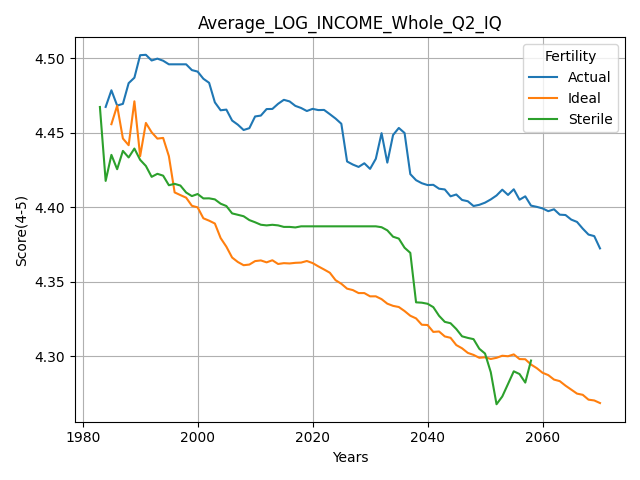 Average_LOG_INCOME_Whole_Q2_IQ
Fertility
Actual
Ideal
Sterile
Score(4-5)
4.50
4.45
4.40
4.35
4.30
1980
2000
2020
2040
2060
Years